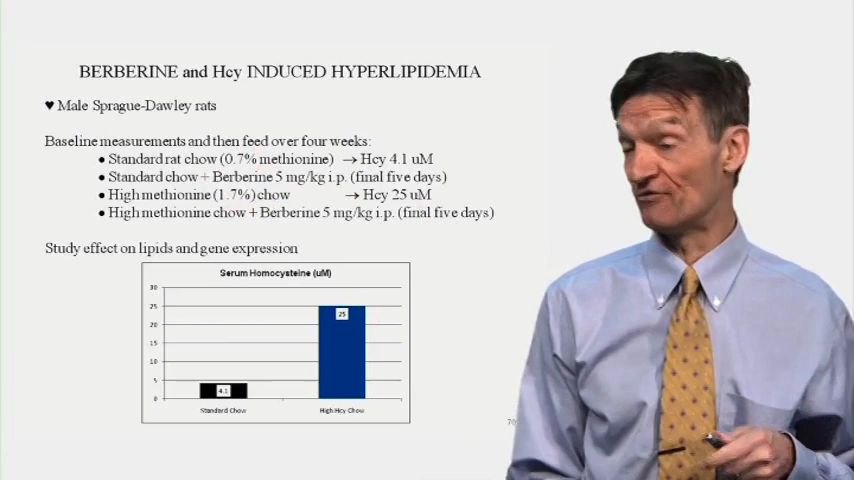 BERBERINE and Hcy INDUCED HYPERLIPIDEMIA
♥ Male Sprague-Dawley rats
Baseline measurements and then feed over four weeks:
● Standard rat chow (0.7% methionine) → Hcy 4.1 uM
● Standard chow + Berberine 5 mg/kg i.p. (final five days)
● High methionine (1.7%) chow → Hcy 25 uM
● High methionine chow + Berberine 5 mg/kg i.p. (final five days)
Study effect on lipids and gene expression
Serum Homocysteine (uM)
30
25
20
15
10
5
0
25
4.1
Standard Chow
High Hcy Chow